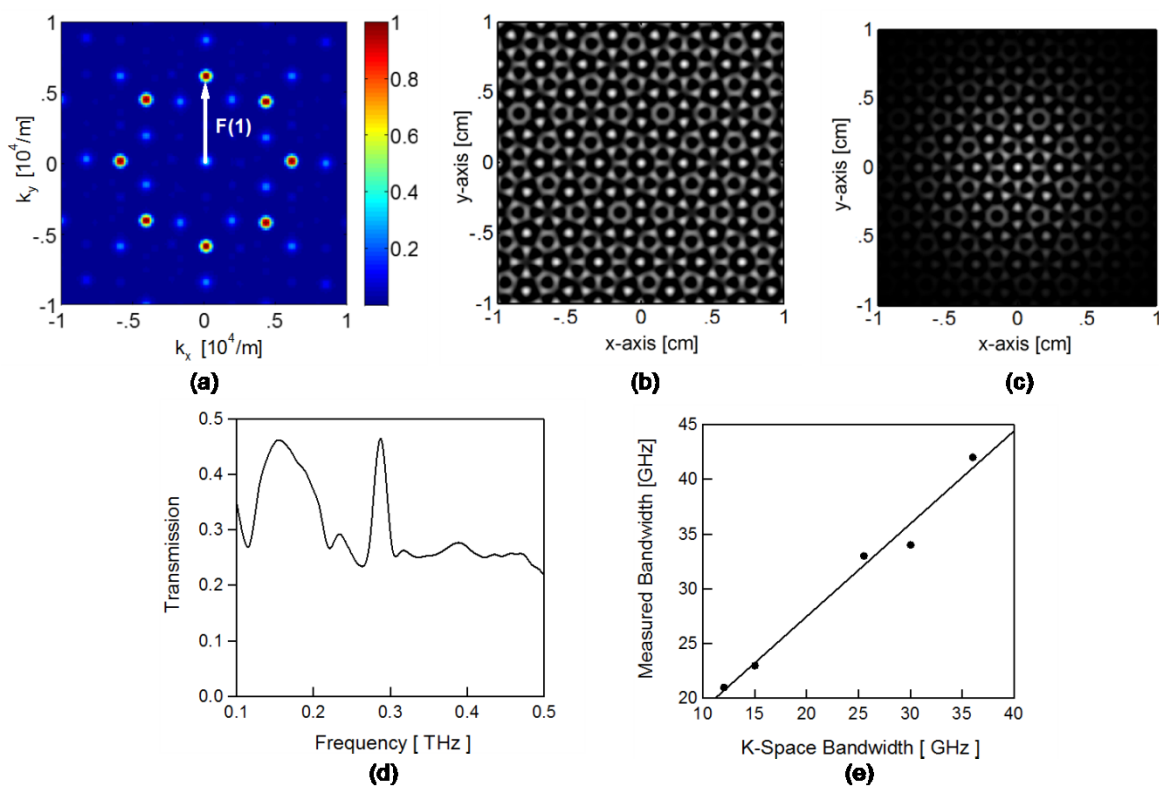 1
.5
0
-.5
-1
k_y [10^4/m]
F(1)
-1 -.5 0 .5 1
k_x [10^4/m]
1
0.8
0.6
0.4
0.2
(a)
1
.5
0
-.5
-1
y-axis [cm]
-1 -.5 0 .5 1
x-axis [cm]
(b)
1
.5
0
-.5
-1
y-axis [cm]
-1 -.5 0 .5 1
x-axis [cm]
(c)
0.5
0.4
0.3
0.2
0.1
0.0
Transmission
0.1 0.2 0.3 0.4 0.5
Frequency [ THz ]
(d)
45
40
35
30
25
20
Measured Bandwidth [GHz]
10 15 20 25 30 35 40
K-Space Bandwidth [ GHz ]
(e)